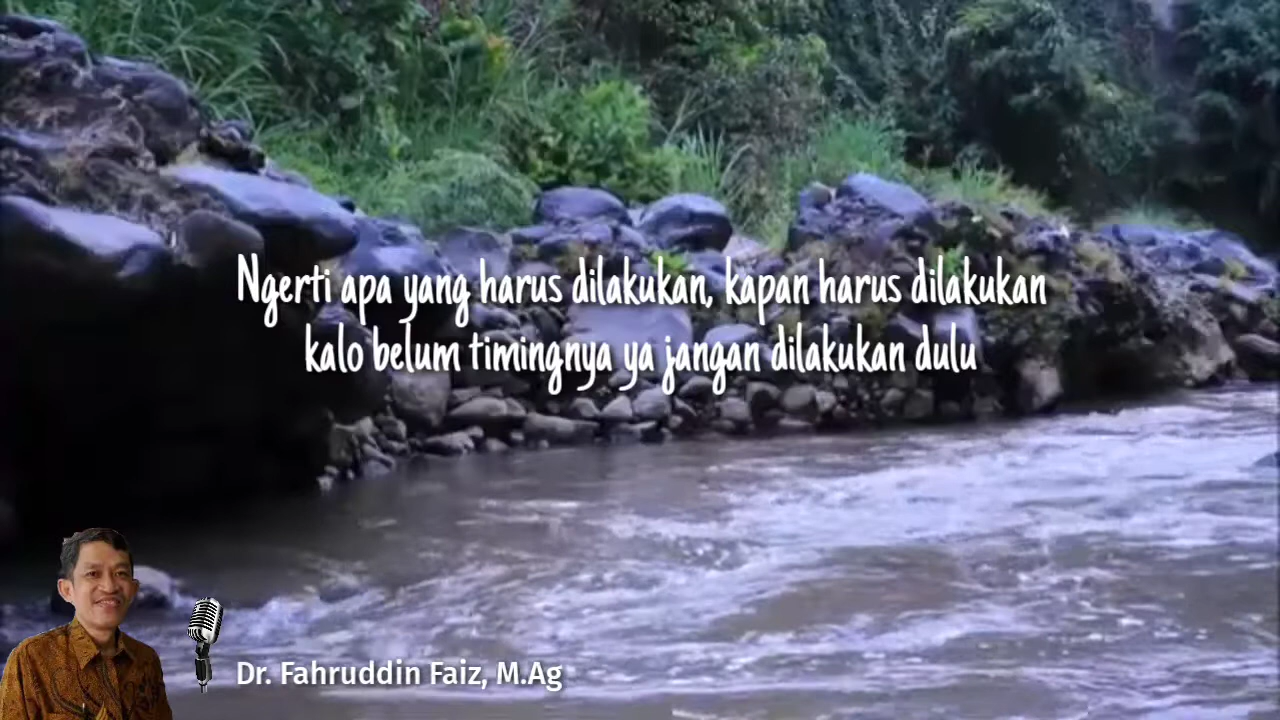 Ngerti apa yang harus dilakukan, kapan harus dilakukan
kalo belum timingnya ya jangan dilakukan dulu
Dr. Fahruddin Faiz, M.Ag